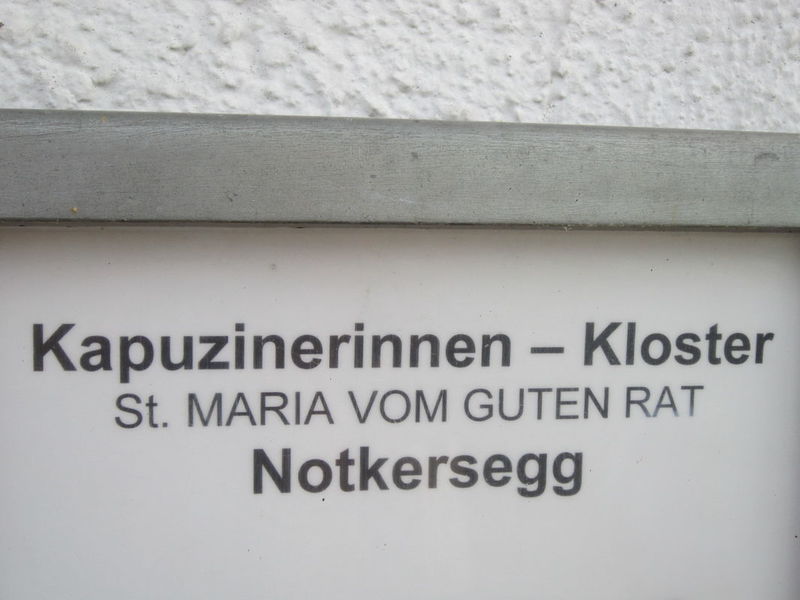 Kapuzinerinnen – Kloster
St. MARIA VOM GUTEN RAT
Notkersegg